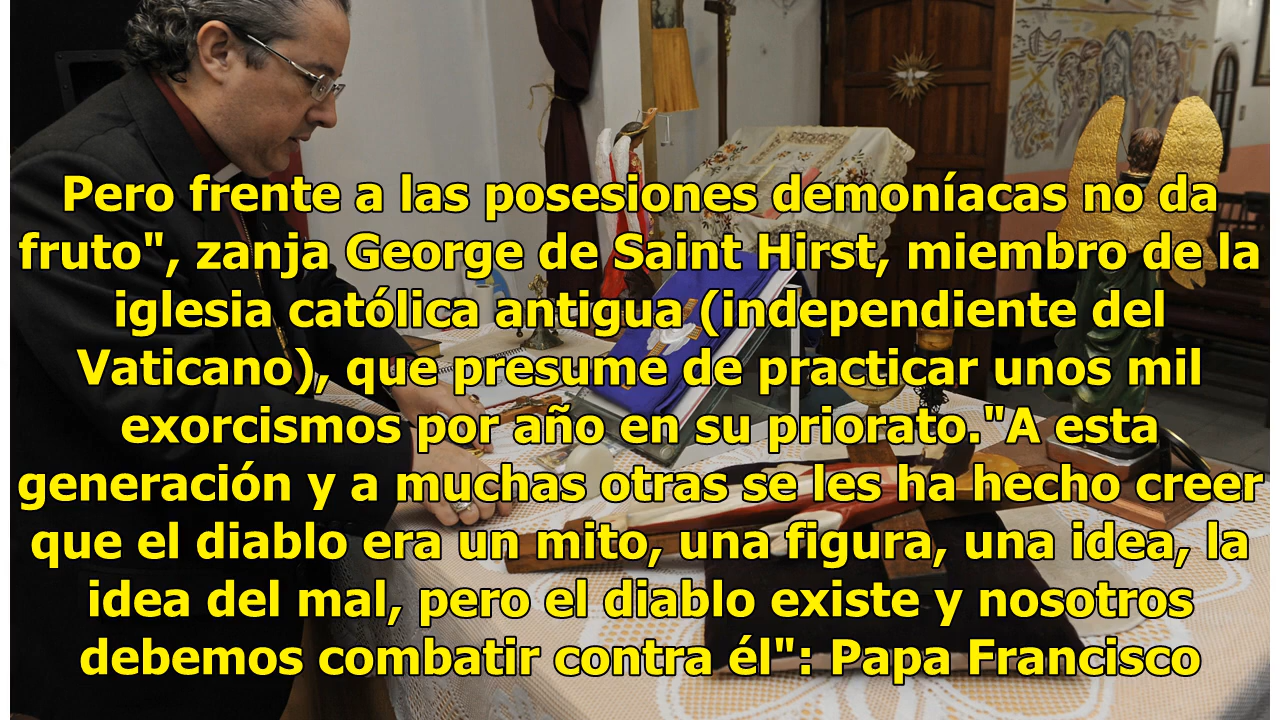 Pero frente a las posesiones demoníacas no da
fruto", zanja George de Saint Hirst, miembro de la
iglesia católica antigua (independiente del
Vaticano), que presume de practicar unos mil
exorcismos por año en su priorato."A esta
generación y a muchas otras se les ha hecho creer
que el diablo era un mito, una figura, una idea, la
idea del mal, pero el diablo existe y nosotros
debemos combatir contra él": Papa Francisco